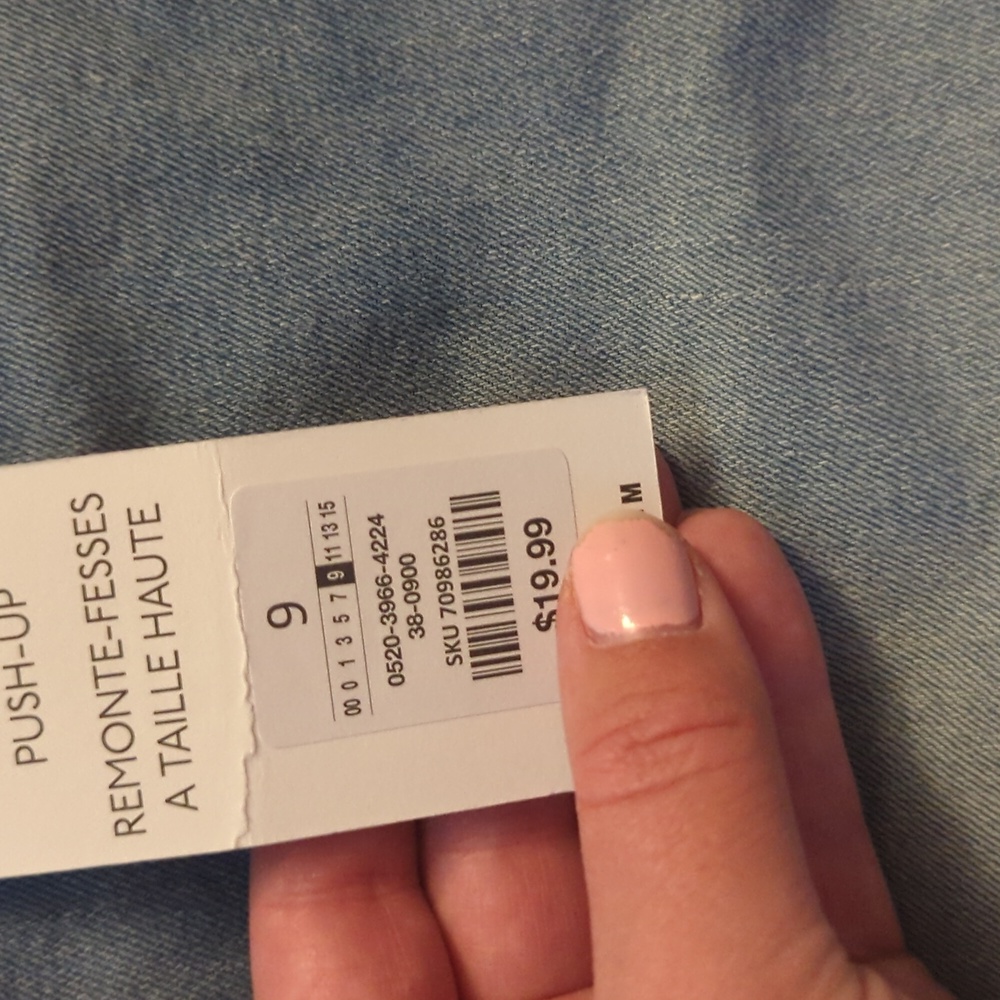 PUSH-UP
REMONTE-FESSES
A TAILLE HAUTE
9
00 0 1 3 5 7 9 11 13 15
0520-3966-4224
38-0900
SKU 70986286
$19.99
M